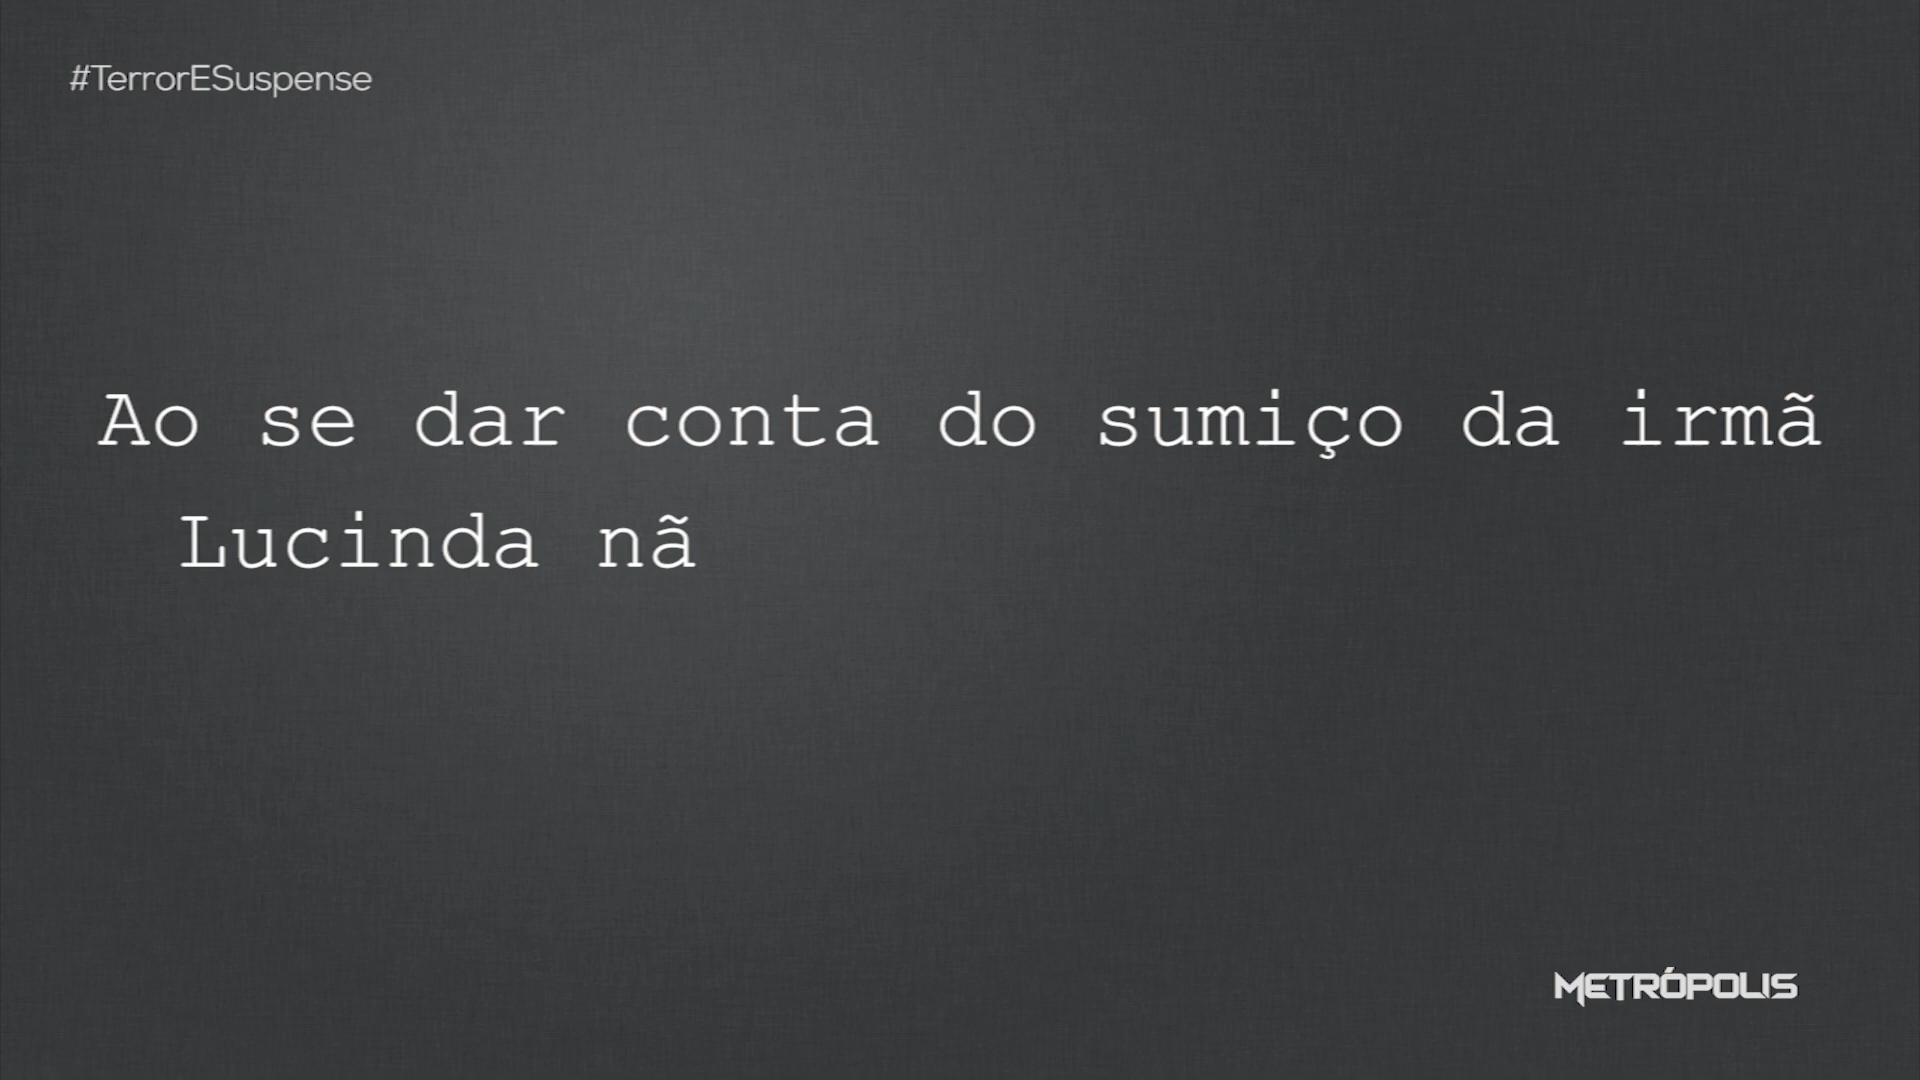 #TerrorESuspense
Ao se dar conta do sumiço da irmã
Lucinda nã
METRÓPOLIS